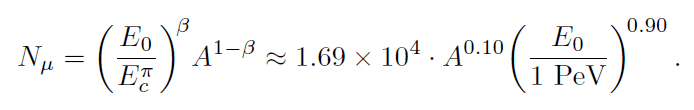 N_μ = (E_0 / E_c^π)^β A^{1−β} ≈ 1.69 × 10^4 · A^{0.10} (E_0 / 1 PeV)^{0.90} .